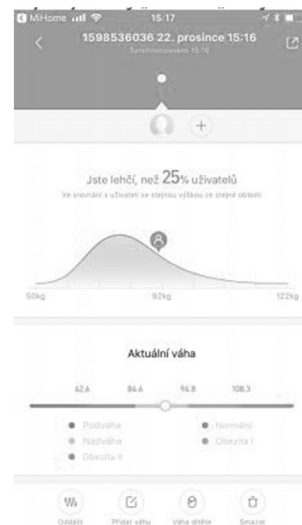 MiHome 15:17
1598536036 22. prosince 15:16
Synchronizováno 15:16
+
Jste lehčí, než 25% uživatelů
Ve srovnání s uživateli se stejnou výškou ze stejné oblasti
60kg 92kg 122kg
Aktuální váha
62.6 84.6 94.8 108.3
Podváha Normální
Nadváha Obezita I
Obezita II
Oddělit Přidat váhu Váha dítěte Smazat